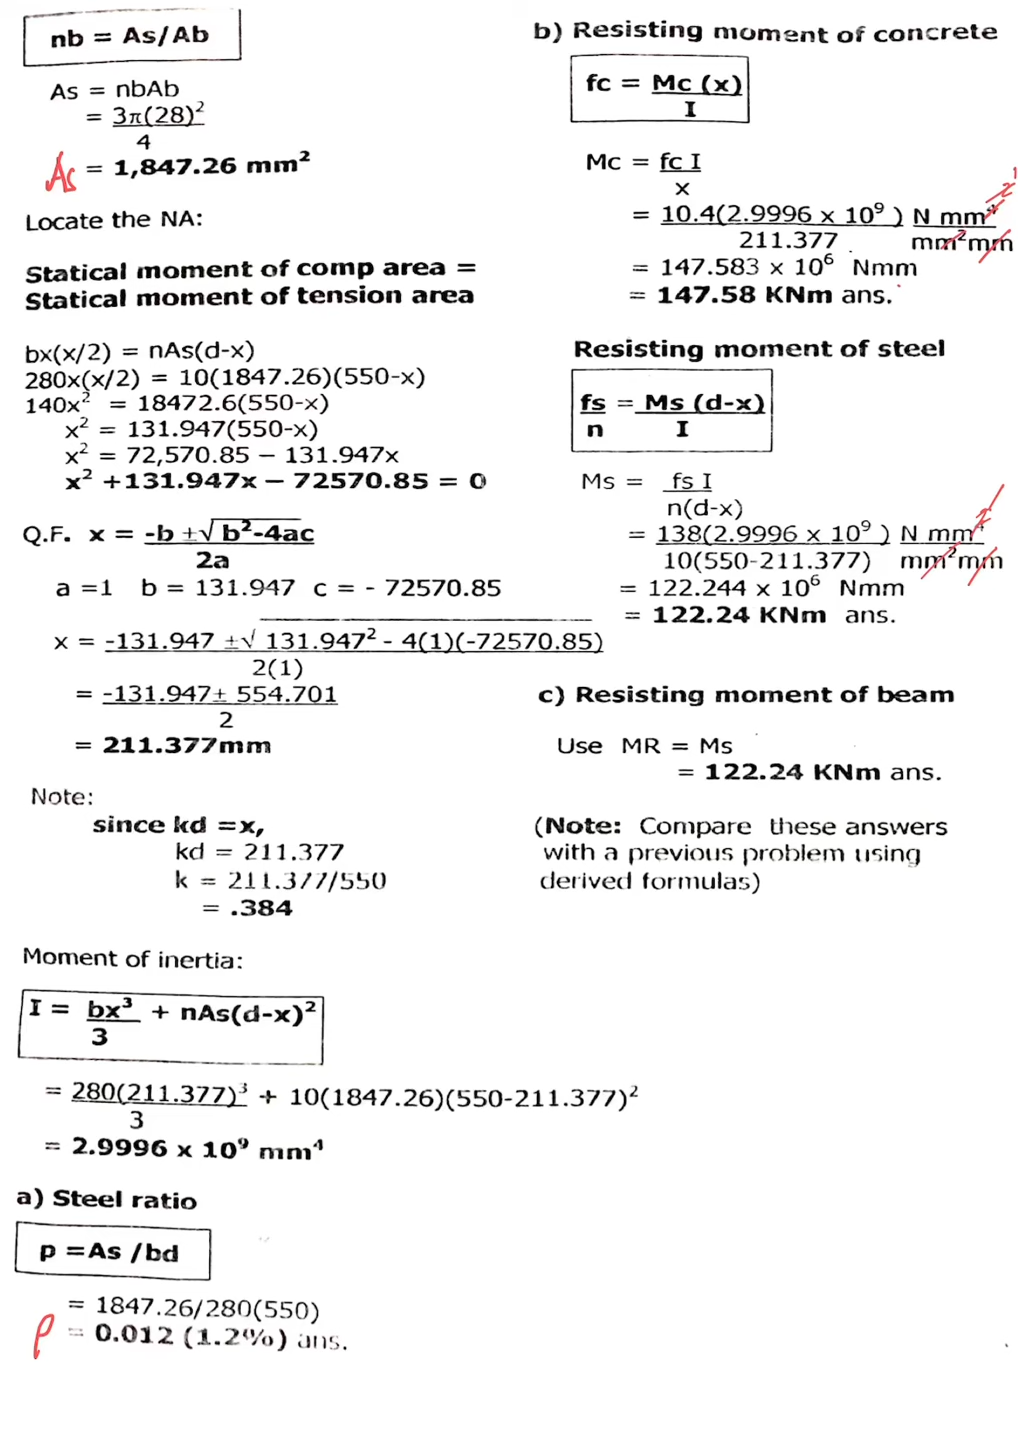 nb = As/Ab
As = nbAb
= 3π(28)²
4
As = 1,847.26 mm²
Locate the NA:
Statical moment of comp area =
Statical moment of tension area
bx(x/2) = nAs(d-x)
280x(x/2) = 10(1847.26)(550-x)
140x² = 18472.6(550-x)
x² = 131.947(550-x)
x² = 72,570.85 – 131.947x
x² +131.947x – 72570.85 = 0
Q.F. x = -b ±√ b²-4ac
2a
a =1 b = 131.947 c = - 72570.85
x = -131.947 ±√ 131.947² - 4(1)(-72570.85)
2(1)
= -131.947± 554.701
2
= 211.377mm
Note:
since kd =x,
kd = 211.377
k = 211.377/550
= .384
Moment of inertia:
I = bx³ + nAs(d-x)²
3
= 280(211.377)³ + 10(1847.26)(550-211.377)²
3
= 2.9996 x 10⁹ mm⁴
a) Steel ratio
p =As /bd
= 1847.26/280(550)
ρ = 0.012 (1.2%) ans.
b) Resisting moment of concrete
fc = Mc (x)
I
Mc = fc I
x
= 10.4(2.9996 x 10⁹ ) N mm⁴
211.377 mm²mm
= 147.583 x 10⁶ Nmm
= 147.58 KNm ans.
Resisting moment of steel
fs = Ms (d-x)
n I
Ms = fs I
n(d-x)
= 138(2.9996 x 10⁹ ) N mm⁴
10(550-211.377) mm²mm
= 122.244 x 10⁶ Nmm
= 122.24 KNm ans.
c) Resisting moment of beam
Use MR = Ms
= 122.24 KNm ans.
(Note: Compare these answers
with a previous problem using
derived formulas)